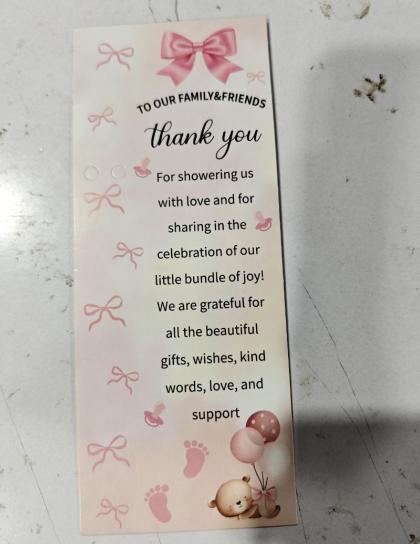 TO OUR FAMILY&FRIENDS
thank you
For showering us
with love and for
sharing in the
celebration of our
little bundle of joy!
We are grateful for
all the beautiful
gifts, wishes, kind
words, love, and
support